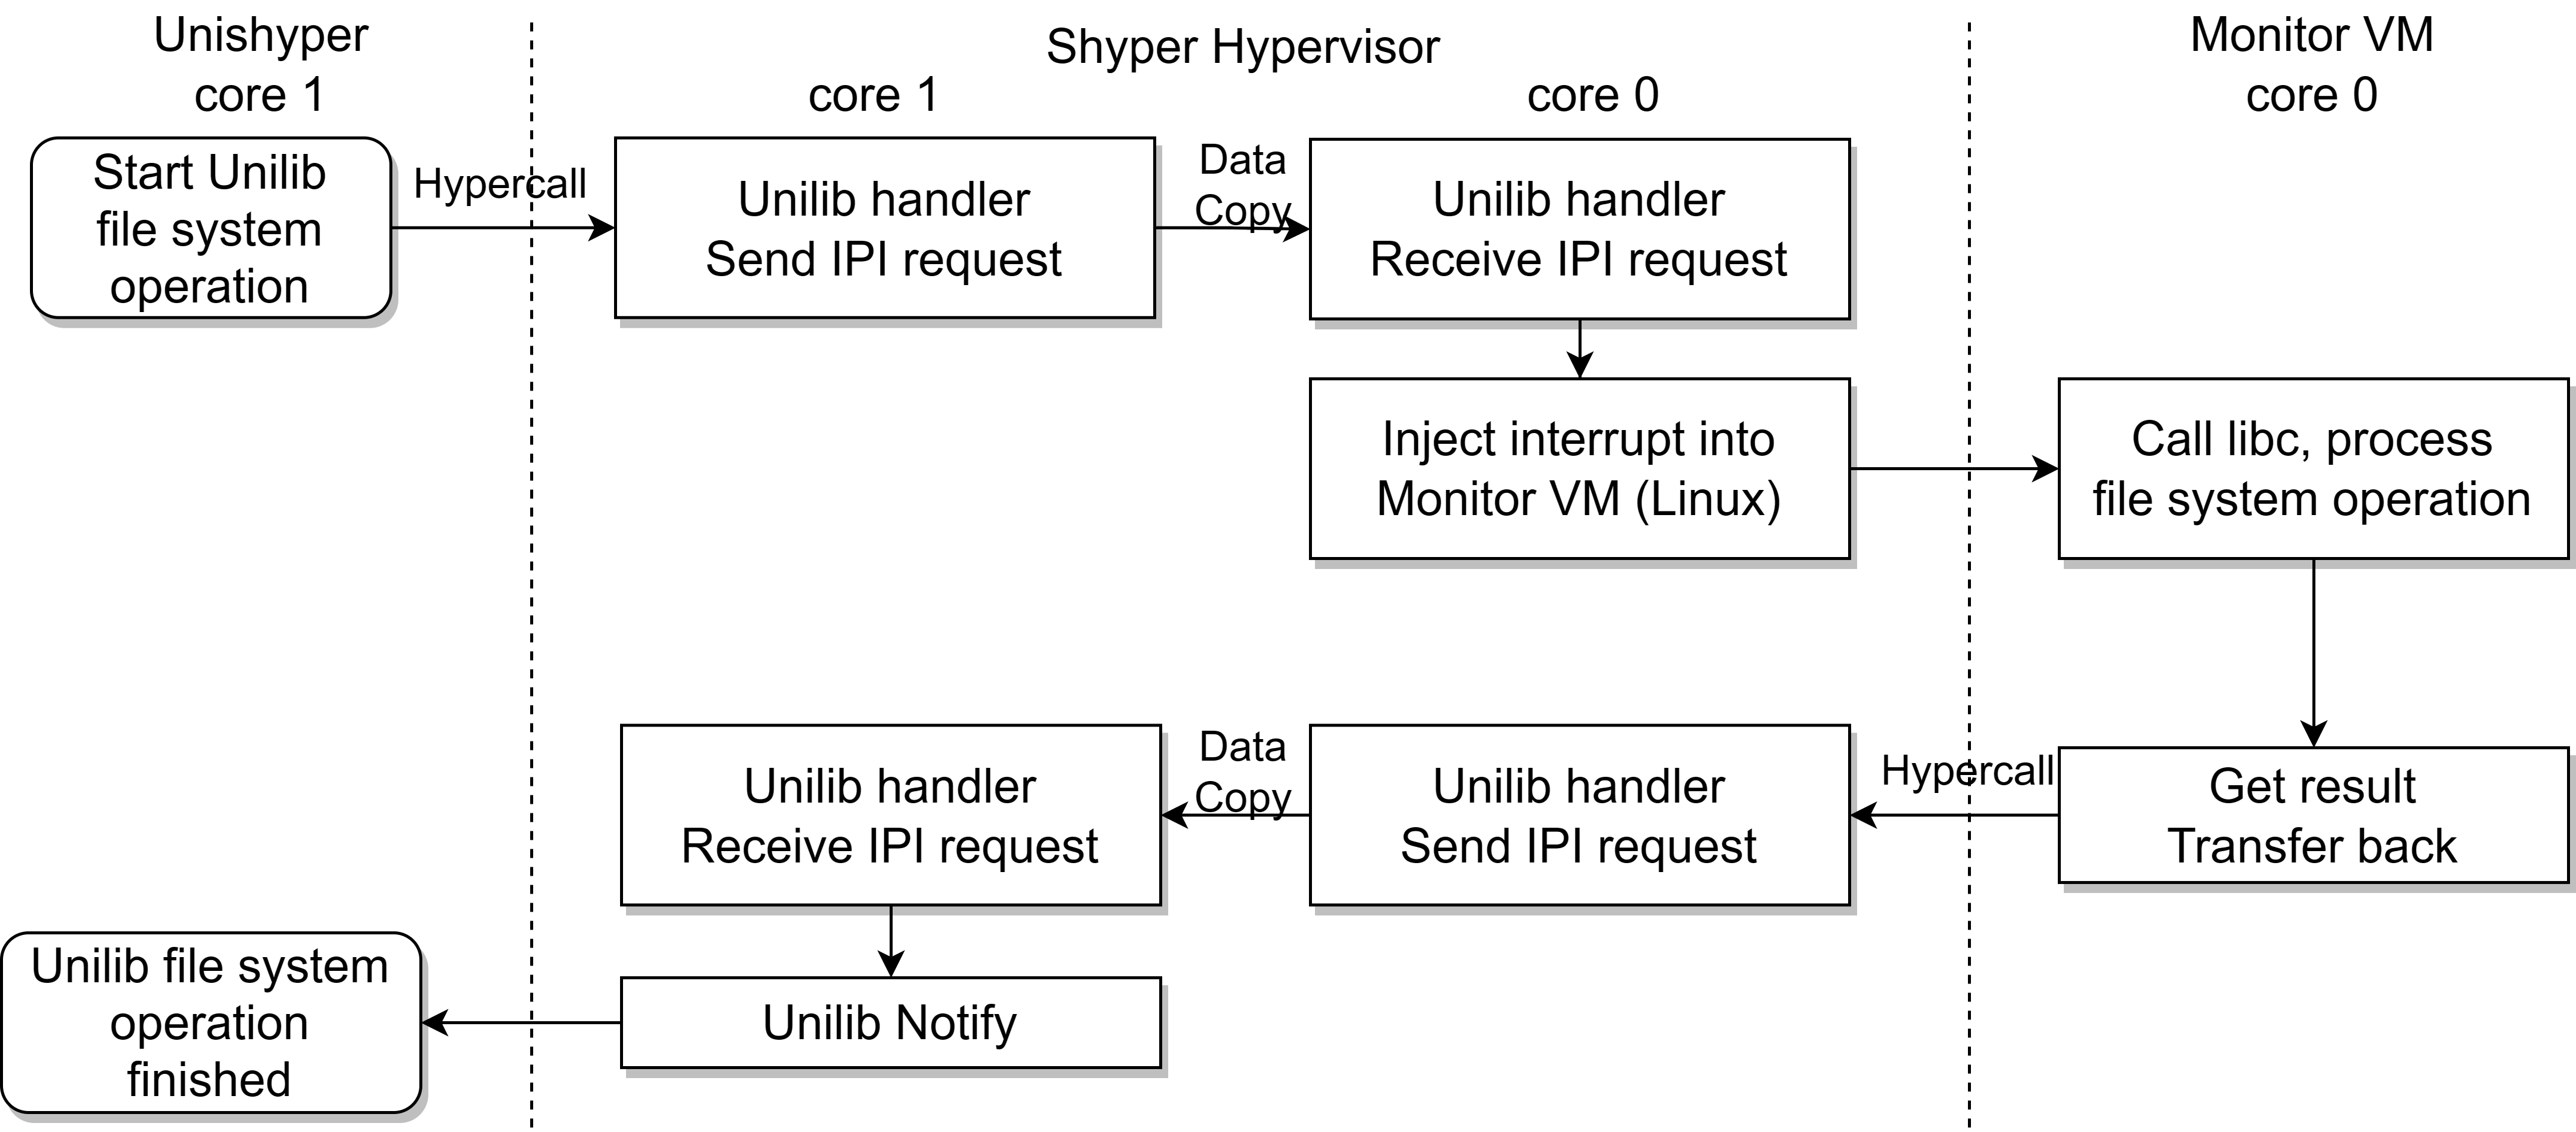 Unishyper
core 1
Shyper Hypervisor
core 1
core 0
Monitor VM
core 0
Start Unilib
file system
operation
Hypercall
Unilib handler
Send IPI request
Data
Copy
Unilib handler
Receive IPI request
Inject interrupt into
Monitor VM (Linux)
Call libc, process
file system operation
Get result
Transfer back
Hypercall
Unilib handler
Send IPI request
Data
Copy
Unilib handler
Receive IPI request
Unilib Notify
Unilib file system
operation
finished